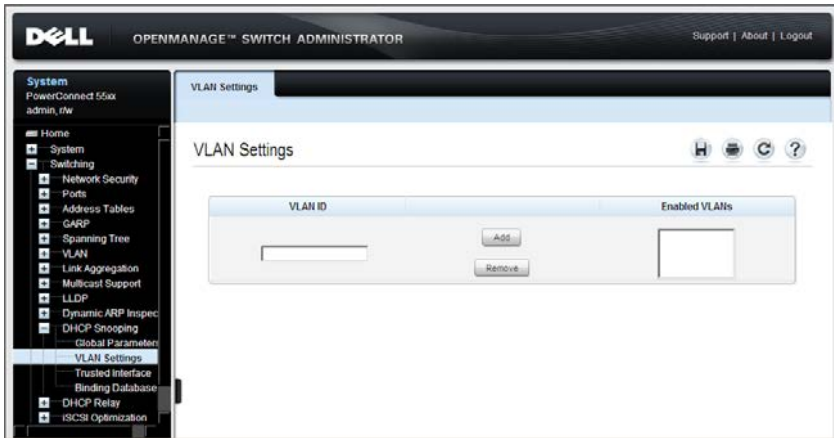 DELL
OPENMANAGE™ SWITCH ADMINISTRATOR
Support | About | Logout
System
PowerConnect 55xx
admin, r/w
Home
System
Switching
Network Security
Ports
Address Tables
GARP
Spanning Tree
VLAN
Link Aggregation
Multicast Support
LLDP
Dynamic ARP Inspec
DHCP Snooping
Global Parameters
VLAN Settings
Trusted Interface
Binding Database
DHCP Relay
iSCSI Optimization
VLAN Settings
VLAN Settings
VLAN ID
Enabled VLANs
Add
Remove